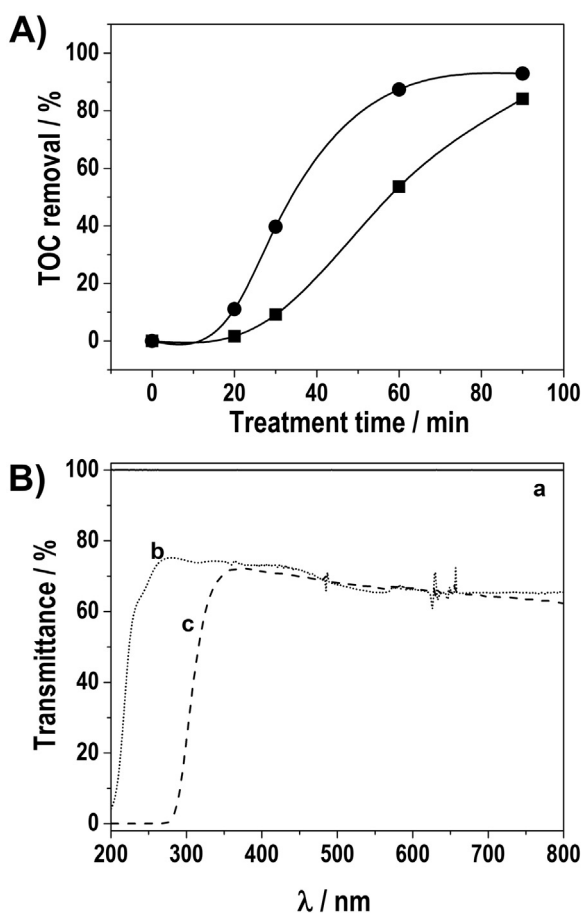 A)
TOC removal / %
100
80
60
40
20
0
0 20 40 60 80 100
Treatment time / min
B)
Transmittance / %
100
80
60
40
20
0
a
b
c
200 300 400 500 600 700 800
λ / nm